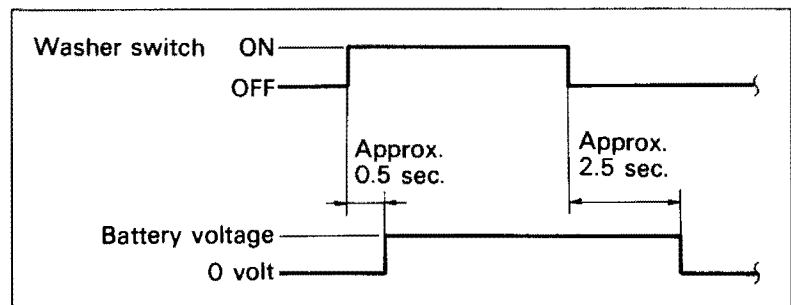 Washer switch ON
OFF
Approx.
0.5 sec.
Approx.
2.5 sec.
Battery voltage
0 volt